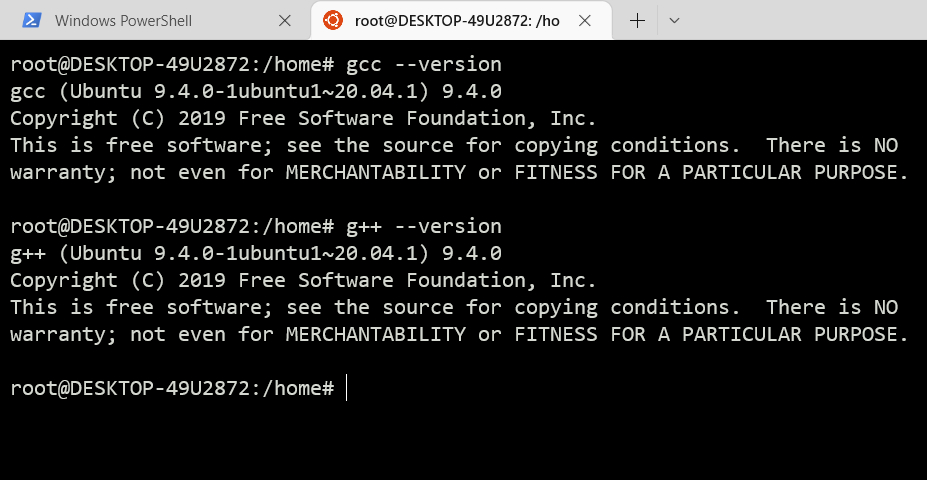 Windows PowerShell
root@DESKTOP-49U2872: /ho
root@DESKTOP-49U2872:/home# gcc --version
gcc (Ubuntu 9.4.0-1ubuntu1~20.04.1) 9.4.0
Copyright (C) 2019 Free Software Foundation, Inc.
This is free software; see the source for copying conditions.  There is NO
warranty; not even for MERCHANTABILITY or FITNESS FOR A PARTICULAR PURPOSE.
root@DESKTOP-49U2872:/home# g++ --version
g++ (Ubuntu 9.4.0-1ubuntu1~20.04.1) 9.4.0
Copyright (C) 2019 Free Software Foundation, Inc.
This is free software; see the source for copying conditions.  There is NO
warranty; not even for MERCHANTABILITY or FITNESS FOR A PARTICULAR PURPOSE.
root@DESKTOP-49U2872:/home#